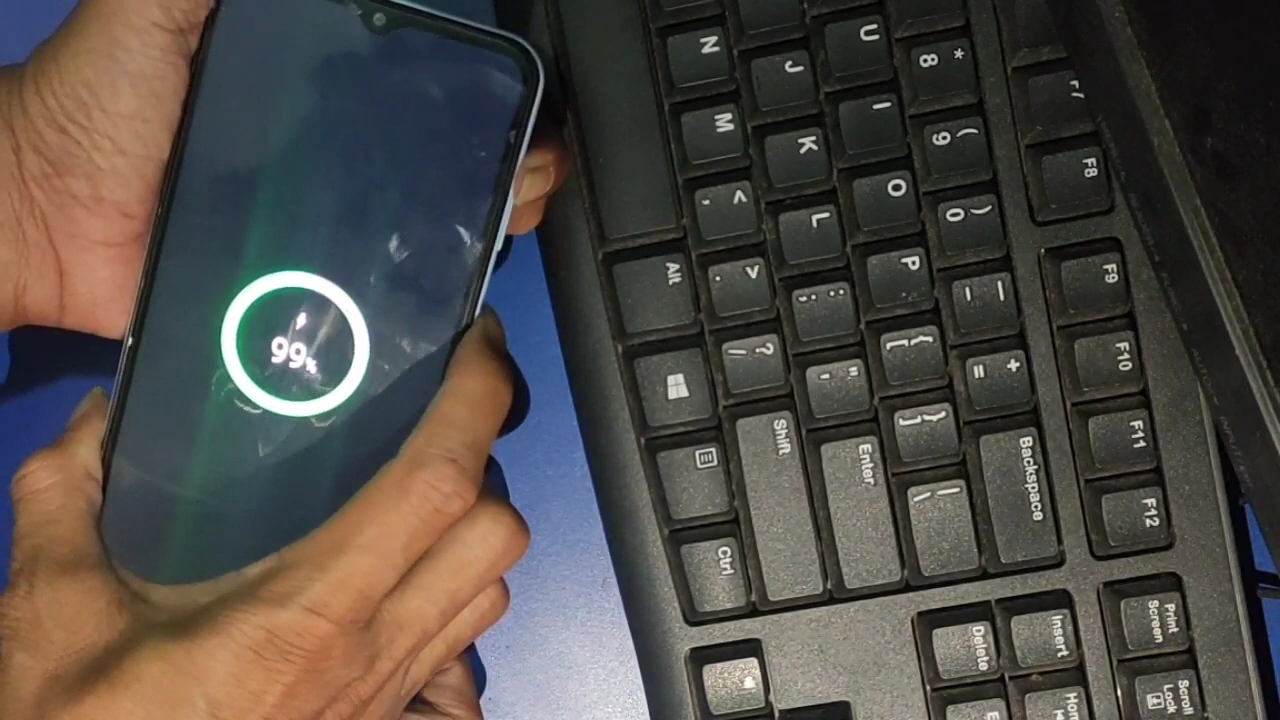 99%
N
J
U
* 8
F7
M
K
I
( 9
F8
< ,
L
O
) 0
Alt
> .
: ;
P
_ -
F9
? /
" '
{ [
+ =
F10
Shift
Enter
} ]
Backspace
F11
| \
F12
Ctrl
Delete
Insert
Print
Screen
Scroll
Lock